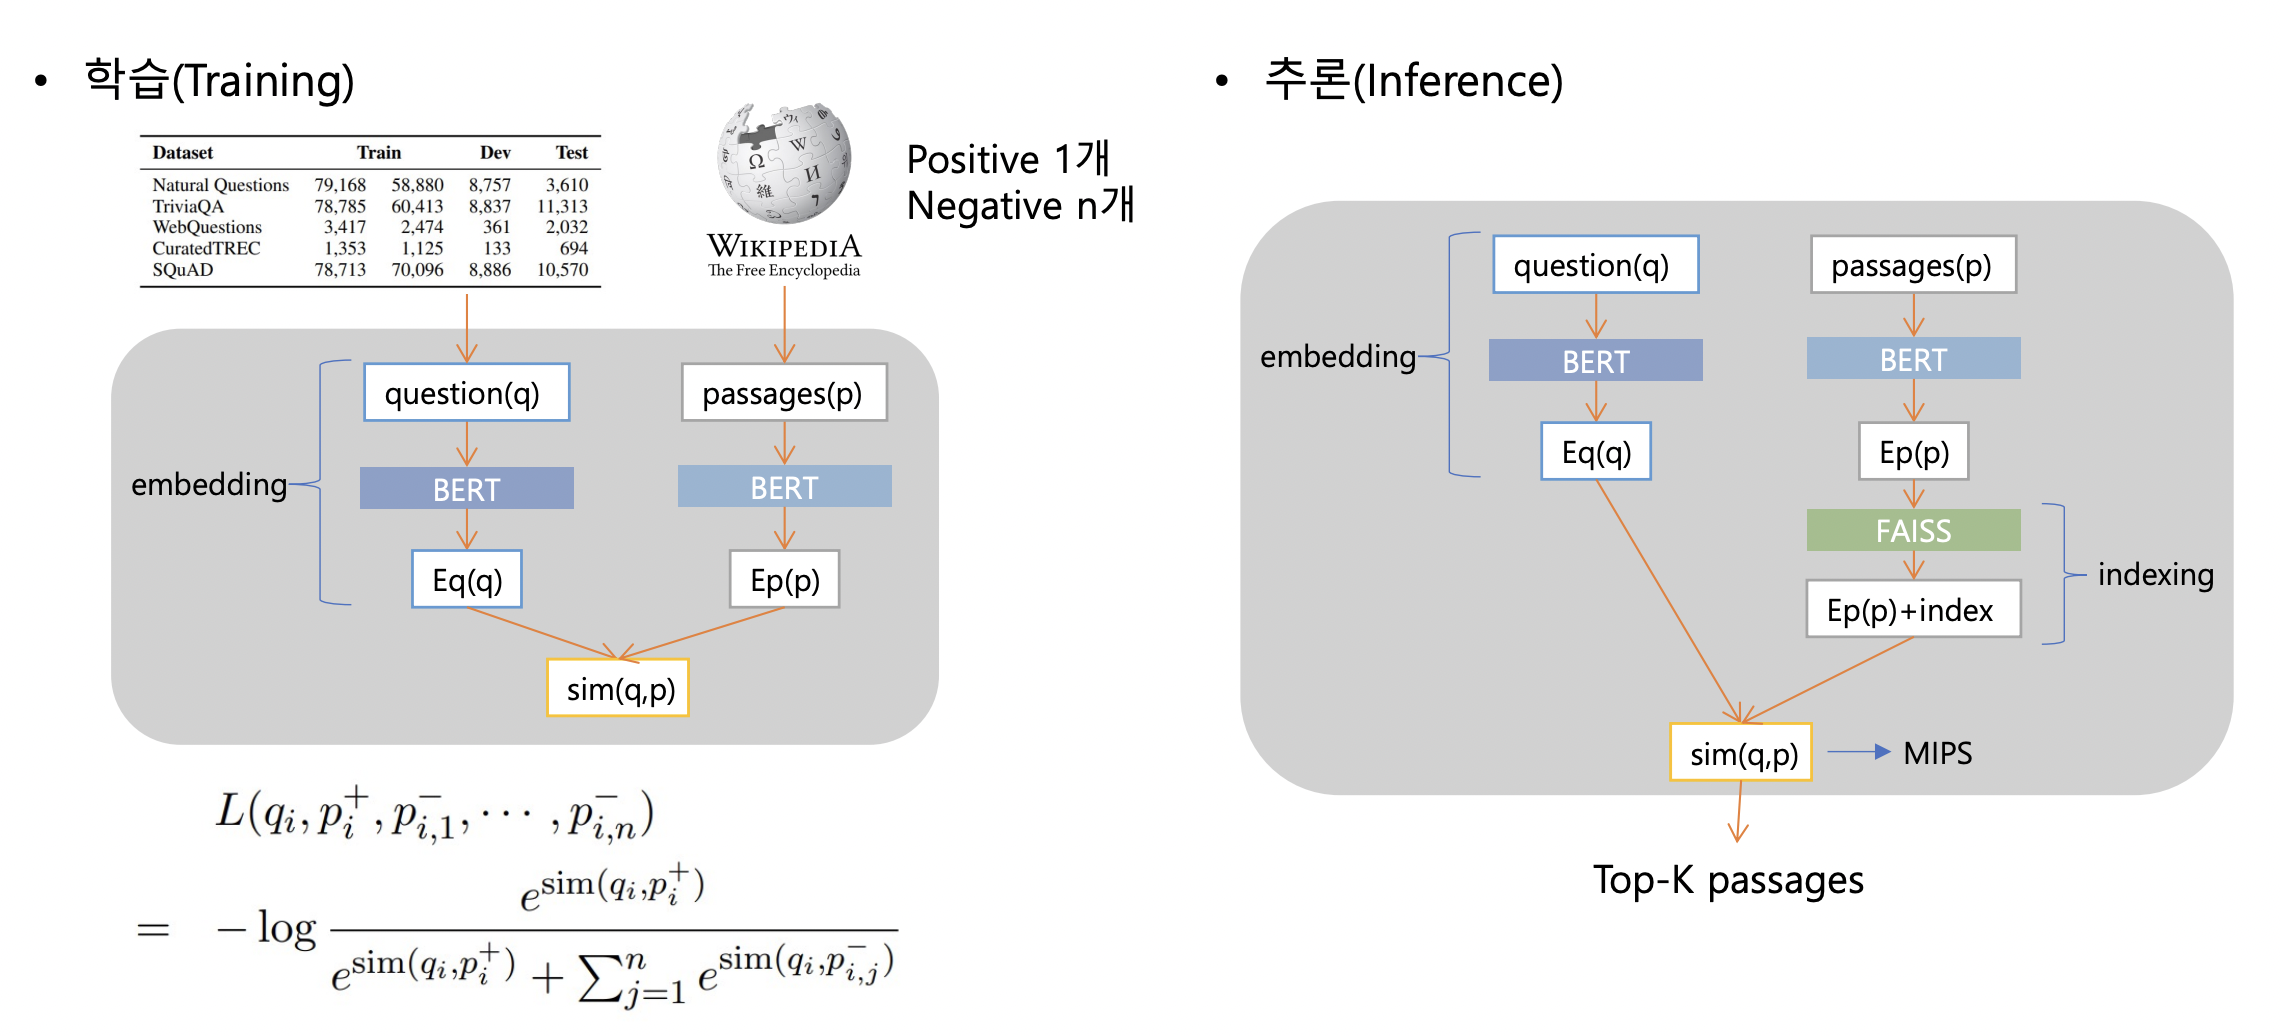 • 학습(Training)
Dataset Train Dev Test
Natural Questions 79,168 58,880 8,757 3,610
TriviaQA 78,785 60,413 8,837 11,313
WebQuestions 3,417 2,474 361 2,032
CuratedTREC 1,353 1,125 133 694
SQuAD 78,713 70,096 8,886 10,570
WIKIPEDIA
The Free Encyclopedia
Positive 1개
Negative n개
embedding
question(q)
BERT
Eq(q)
passages(p)
BERT
Ep(p)
sim(q,p)
L(q_i, p_i^+, p_{i,1}^-, ⋯ , p_{i,n}^-)
= − log \frac{e^{sim(q_i,p_i^+)}}{e^{sim(q_i,p_i^+)} + \sum_{j=1}^{n} e^{sim(q_i,p_{i,j}^-)}}
• 추론(Inference)
embedding
question(q)
BERT
Eq(q)
passages(p)
BERT
Ep(p)
FAISS
Ep(p)+index
indexing
sim(q,p)
MIPS
Top-K passages